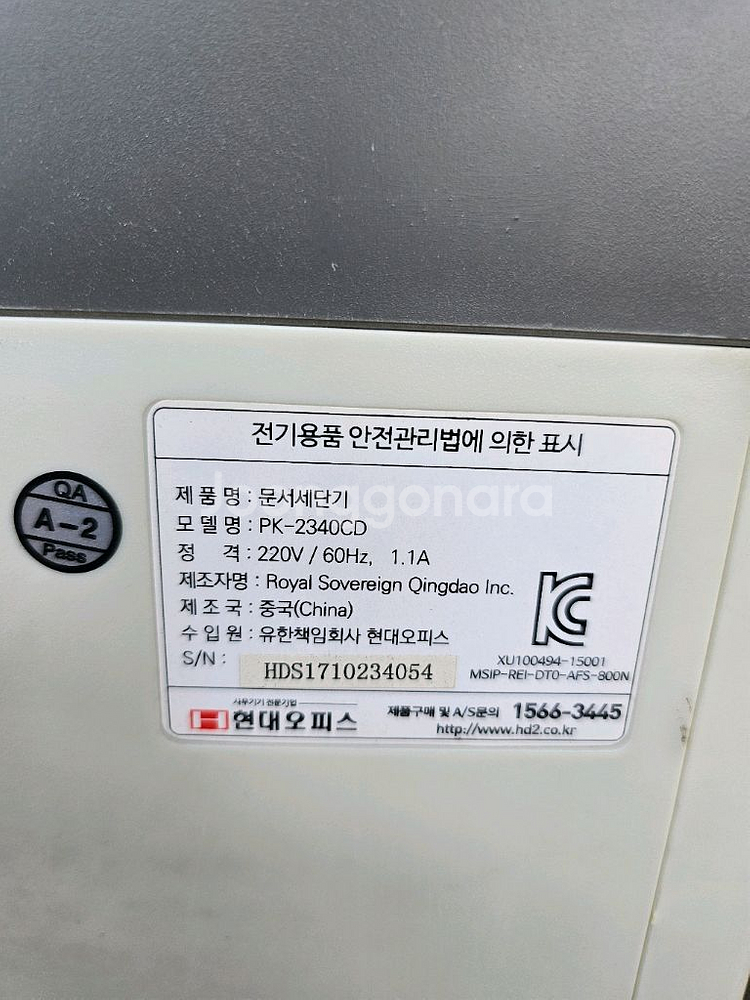 전기용품 안전관리법에 의한 표시
QA
A-2
Pass
제 품 명 : 문서세단기
Joonggonara
모 델 명 : PK-2340CD
정 격 : 220V / 60Hz, 1.1A
제조자명 : Royal Sovereign Qingdao Inc.
제 조 국 : 중국(China)
수 입 원 : 유한책임회사 현대오피스
S/N : HDS1710234054
XU100494-15001
MSIP-REI-DT0-AFS-800N
사무기기 전문기업
현대오피스
제품구매 및 A/S문의 1566-3445
http://www.hd2.co.kr